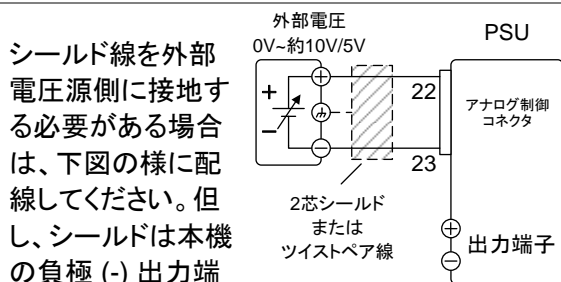 シールド線を外部
電圧源側に接地す
る必要がある場合
は、下図の様に配
線してください。但
し、シールドは本機
の負極 (-) 出力端
外部電圧
0V~約10V/5V
PSU
+
-
22
23
アナログ制御
コネクタ
2芯シールド
または
ツイストペア線
+
-
+
-
出力端子